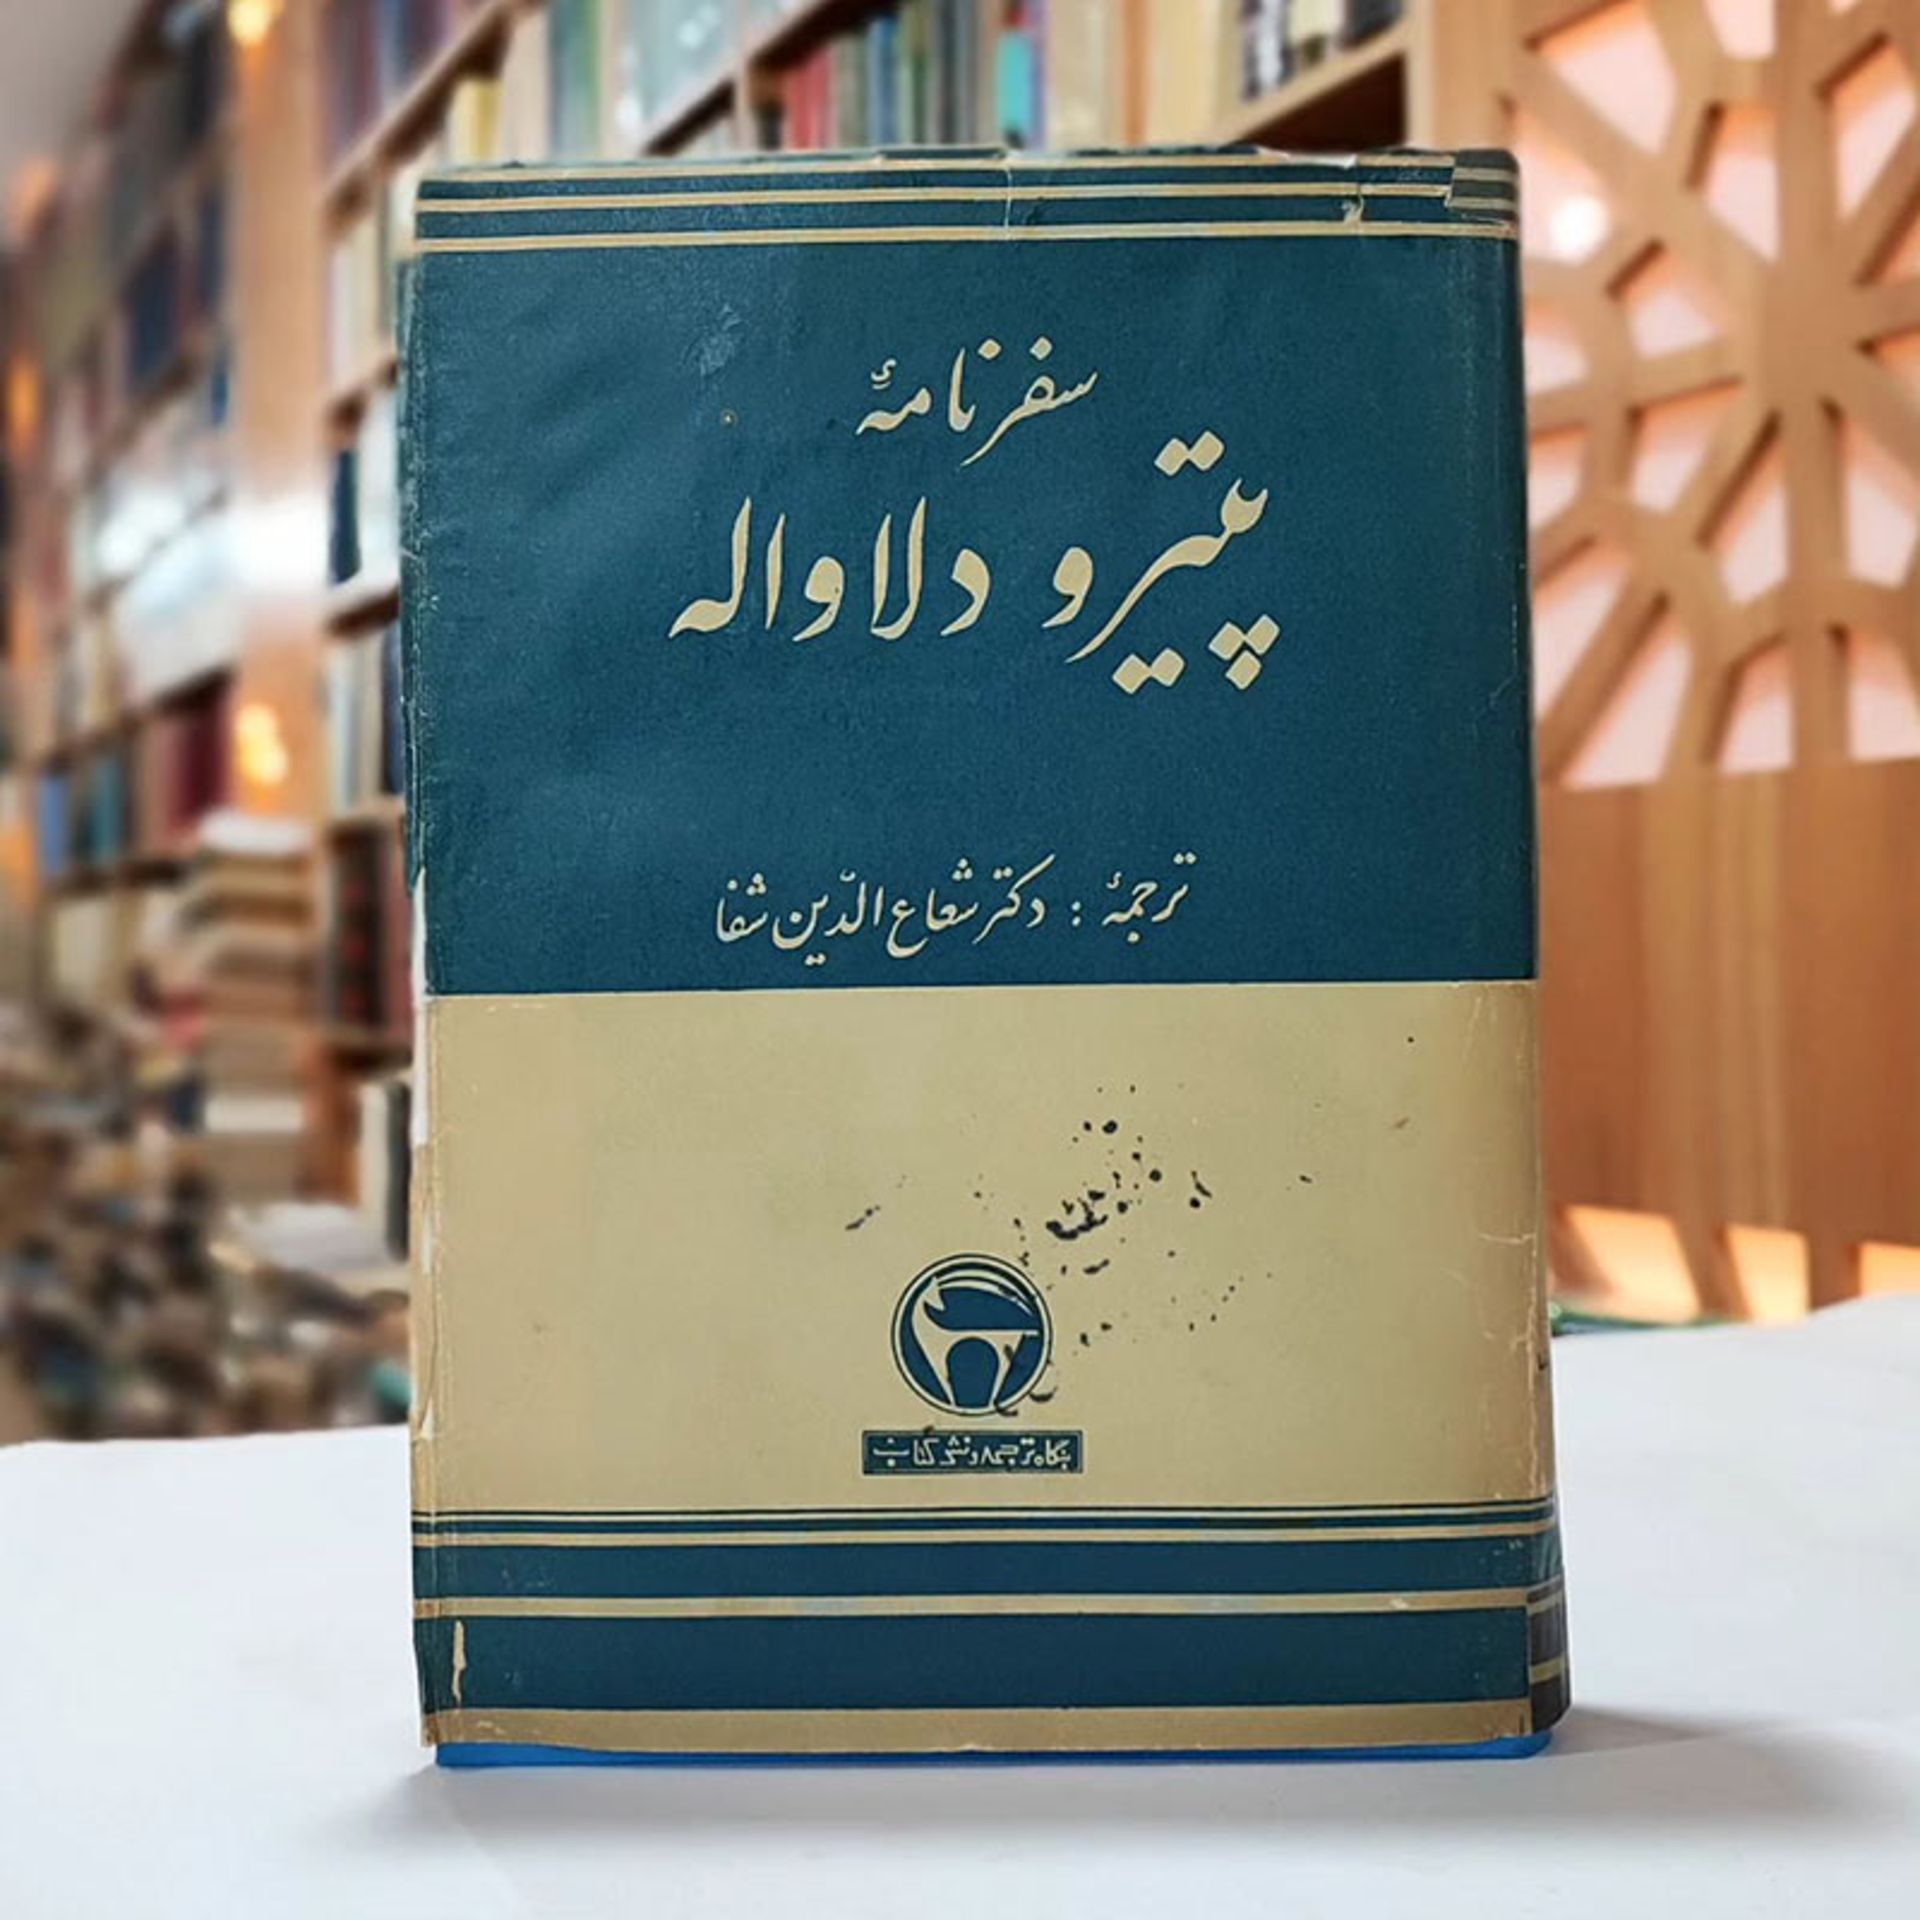 سفرنامهٔ
پیترو دلاواله
ترجمهٔ : دکتر شعاع الدّین شفا
بنگاه ترجمه و نشر کتاب